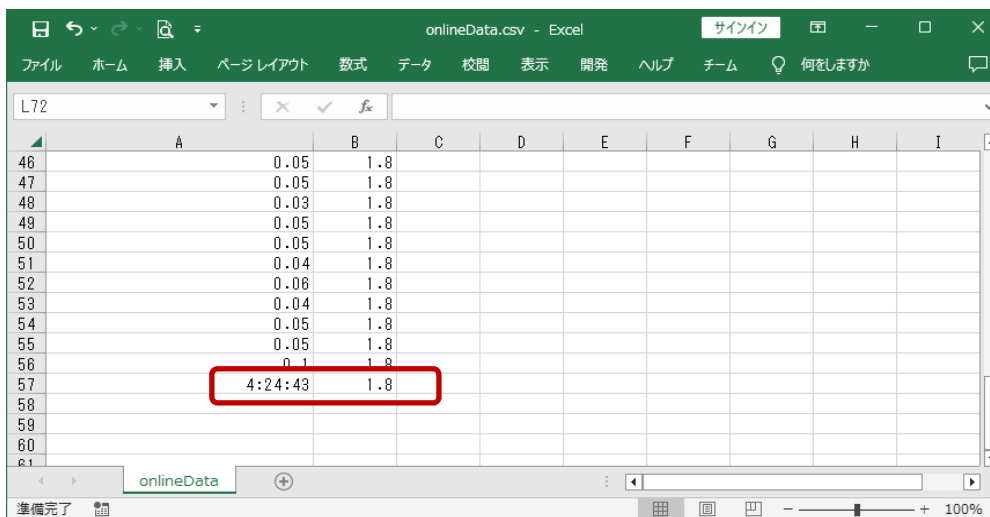 onlineData.csv - Excel サインイン
ファイル ホーム 挿入 ページ レイアウト 数式 データ 校閲 表示 開発 ヘルプ チーム 何をしますか
L72 fx
A B C D E F G H I
46 0.05 1.8
47 0.05 1.8
48 0.03 1.8
49 0.05 1.8
50 0.05 1.8
51 0.04 1.8
52 0.06 1.8
53 0.04 1.8
54 0.05 1.8
55 0.05 1.8
56 0.1 1.8
57 4:24:43 1.8
58
59
60
61
onlineData
準備完了 100%